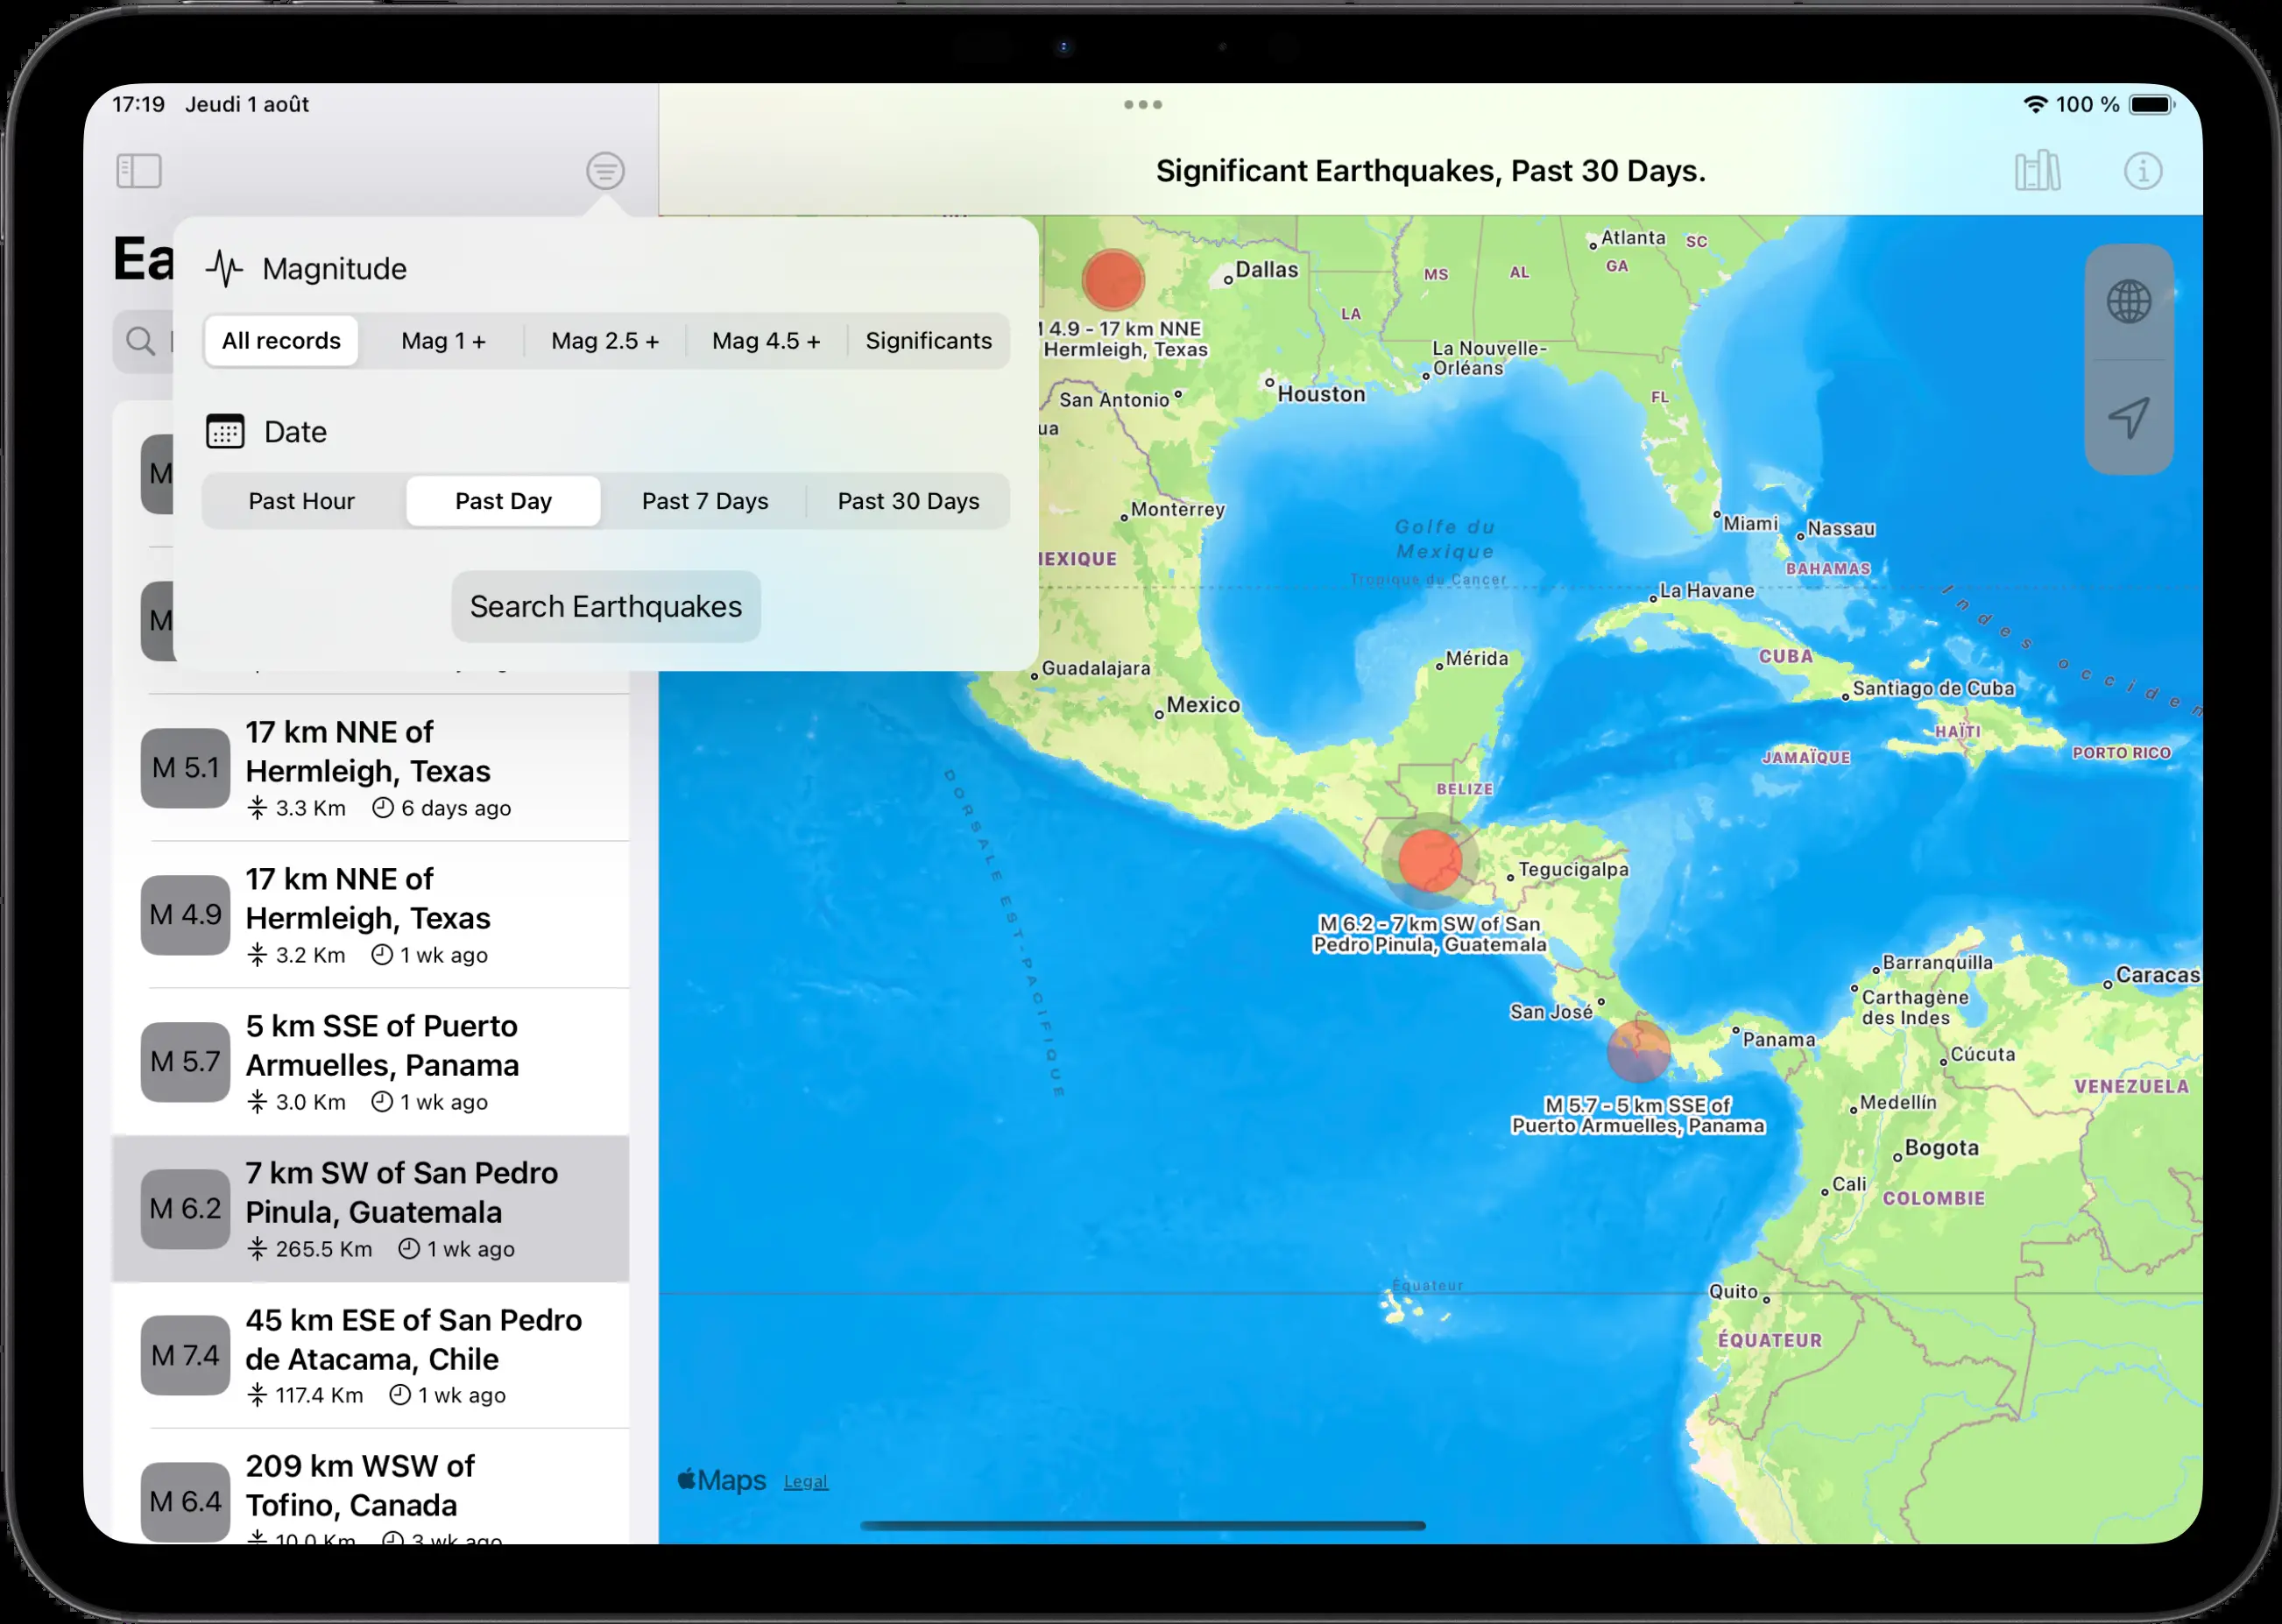 17:19 Jeudi 1 août
100 %
Significant Earthquakes, Past 30 Days.
Magnitude
All records Mag 1 + Mag 2.5 + Mag 4.5 + Significants
Date
Past Hour Past Day Past 7 Days Past 30 Days
Search Earthquakes
M 5.1
17 km NNE of
Hermleigh, Texas
3.3 Km 6 days ago
M 4.9
17 km NNE of
Hermleigh, Texas
3.2 Km 1 wk ago
M 5.7
5 km SSE of Puerto
Armuelles, Panama
3.0 Km 1 wk ago
M 6.2
7 km SW of San Pedro
Pinula, Guatemala
265.5 Km 1 wk ago
M 7.4
45 km ESE of San Pedro
de Atacama, Chile
117.4 Km 1 wk ago
M 6.4
209 km WSW of
Tofino, Canada
10.0 Km 3 wk ago
Atlanta
SC
GA
Dallas
MS
AL
LA
4.9 - 17 km NNE
Hermleigh, Texas
La Nouvelle-
Orléans
Houston
San Antonio
FL
Monterrey
Miami
Nassau
BAHAMAS
Golfe du
Mexique
Tropique du Cancer
La Havane
Indes occiden
Guadalajara
Mérida
CUBA
Mexico
Santiago de Cuba
HAÏTI
JAMAÏQUE
PORTO RICO
BELIZE
DORSALE EST-PACIFIQUE
Tegucigalpa
M 6.2 - 7 km SW of San
Pedro Pinula, Guatemala
Barranquilla
Caracas
Carthagène
des Indes
San José
Panama
Cúcuta
VENEZUELA
M 5.7 - 5 km SSE of
Puerto Armuelles, Panama
Medellín
Bogota
Cali
COLOMBIE
Équateur
Quito
ÉQUATEUR
Maps Legal